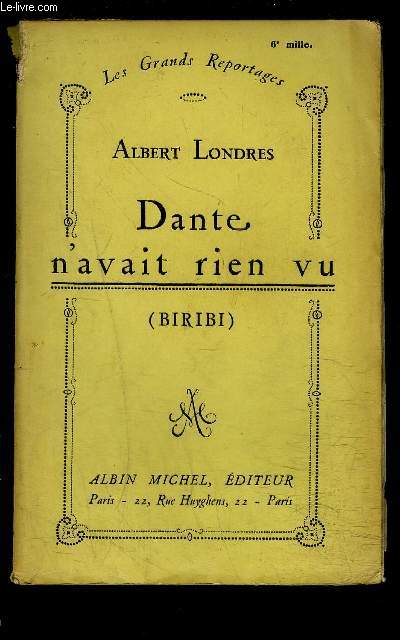 Le-livre.com
6e mille.
Les Grands Reportages
ALBERT LONDRES
Dante
n'avait rien vu
(BIRIBI)
AM
ALBIN MICHEL, ÉDITEUR
Paris - 22, Rue Huyghens, 22 - Paris